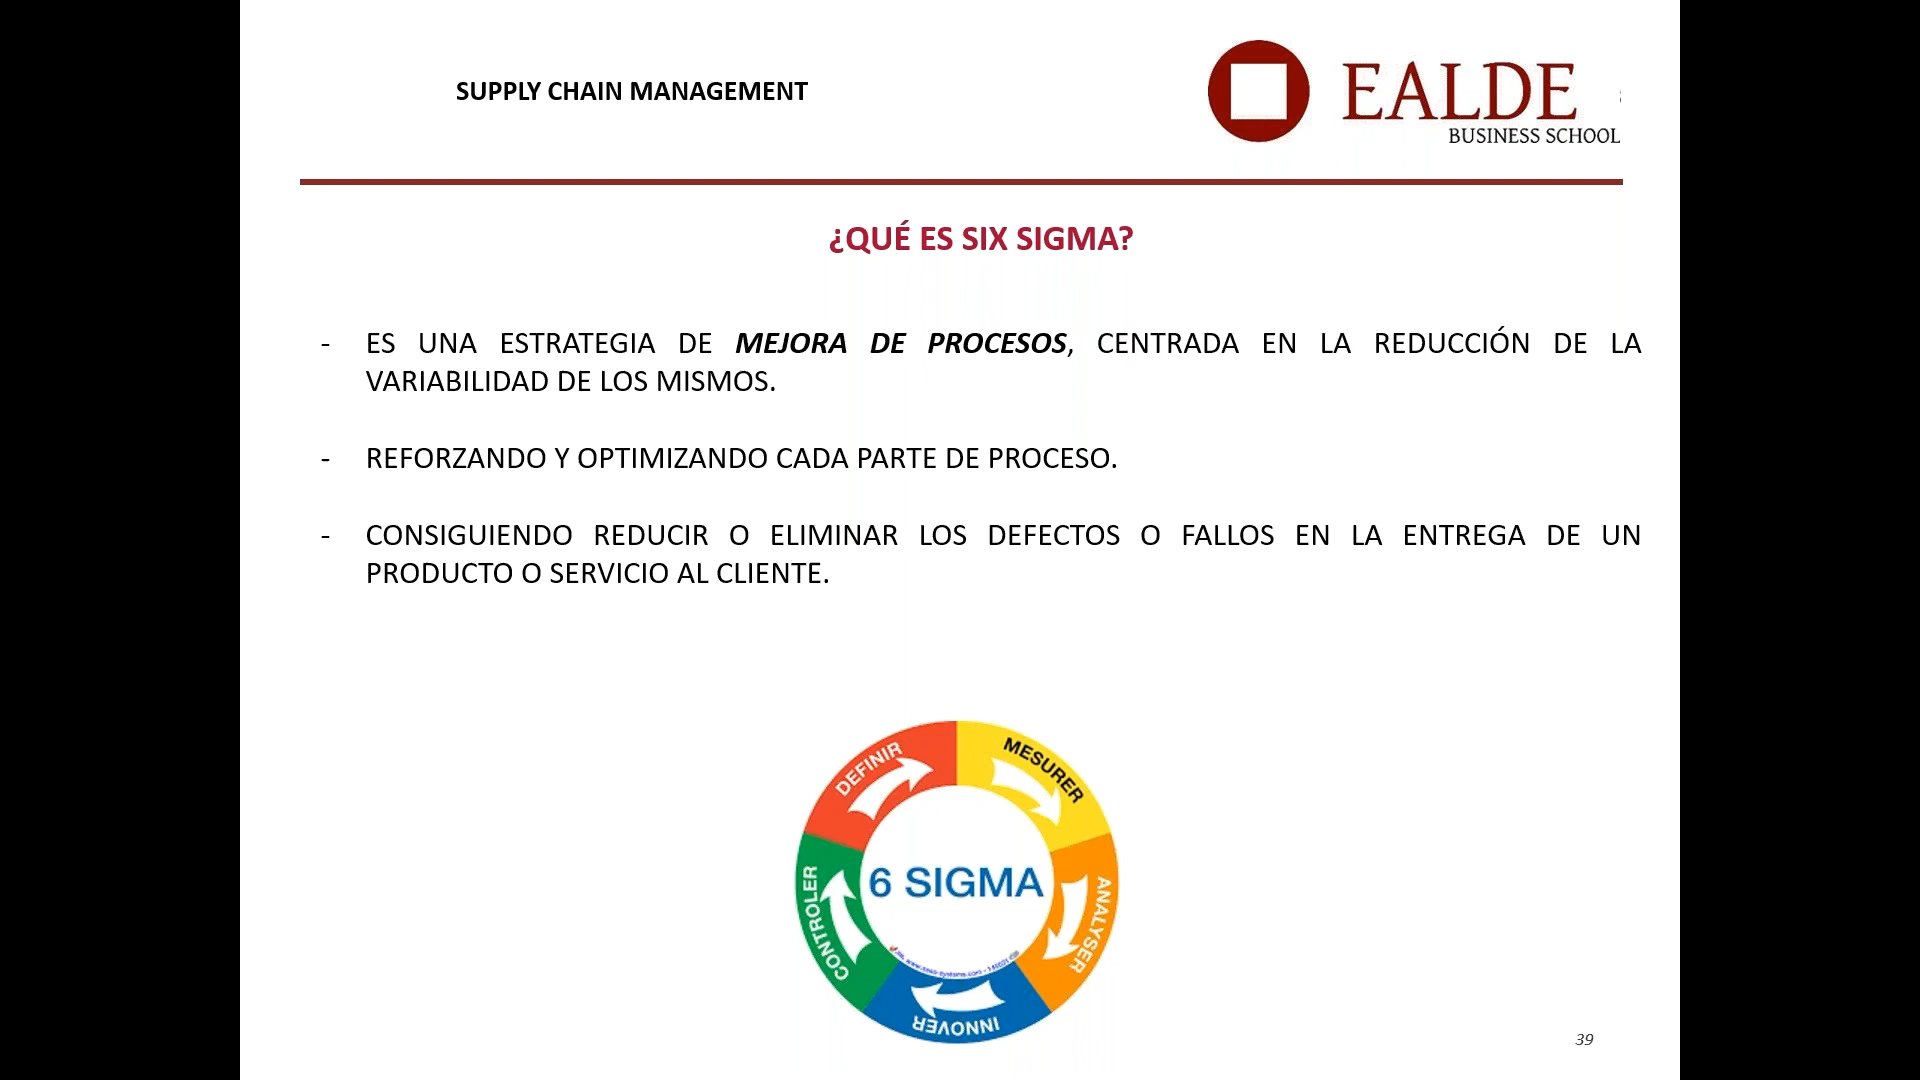 SUPPLY CHAIN MANAGEMENT
EALDE
BUSINESS SCHOOL
¿QUÉ ES SIX SIGMA?
- ES UNA ESTRATEGIA DE MEJORA DE PROCESOS, CENTRADA EN LA REDUCCIÓN DE LA
VARIABILIDAD DE LOS MISMOS.
- REFORZANDO Y OPTIMIZANDO CADA PARTE DE PROCESO.
- CONSIGUIENDO REDUCIR O ELIMINAR LOS DEFECTOS O FALLOS EN LA ENTREGA DE UN
PRODUCTO O SERVICIO AL CLIENTE.
DEFINIR
MESURER
ANALYSER
INNOVER
CONTROLER
6 SIGMA
39